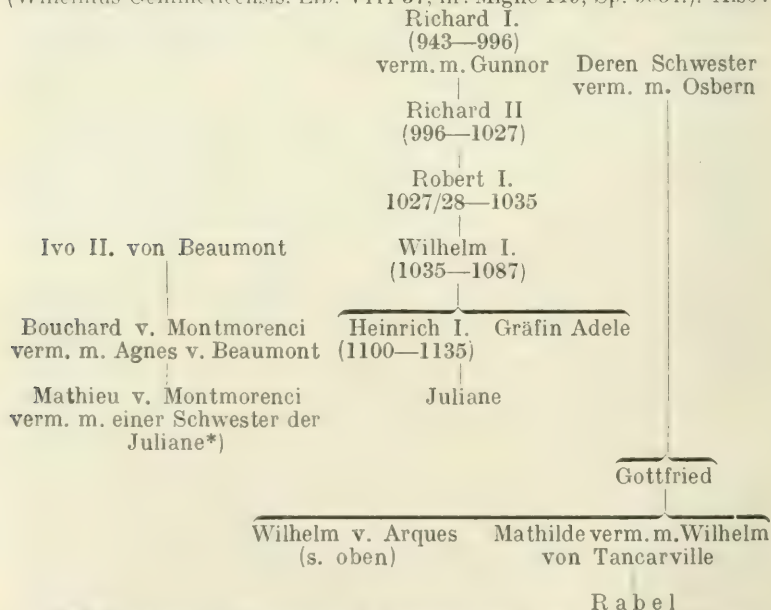 Richard I.
(943—996)
verm. m. Gunnor
Deren Schwester
verm. m. Osbern
Richard II
(996—1027)
Robert I.
1027/28—1035
Ivo II. von Beaumont
Wilhelm I.
(1035—1087)
Bouchard v. Montmorenci
verm. m. Agnes v. Beaumont
Heinrich I.
(1100—1135)
Gräfin Adele
Mathieu v. Montmorenci
verm. m. einer Schwester der
Juliane*)
Juliane
Gottfried
Wilhelm v. Arques
(s. oben)
Mathilde verm. m. Wilhelm
von Tancarville
Rabel